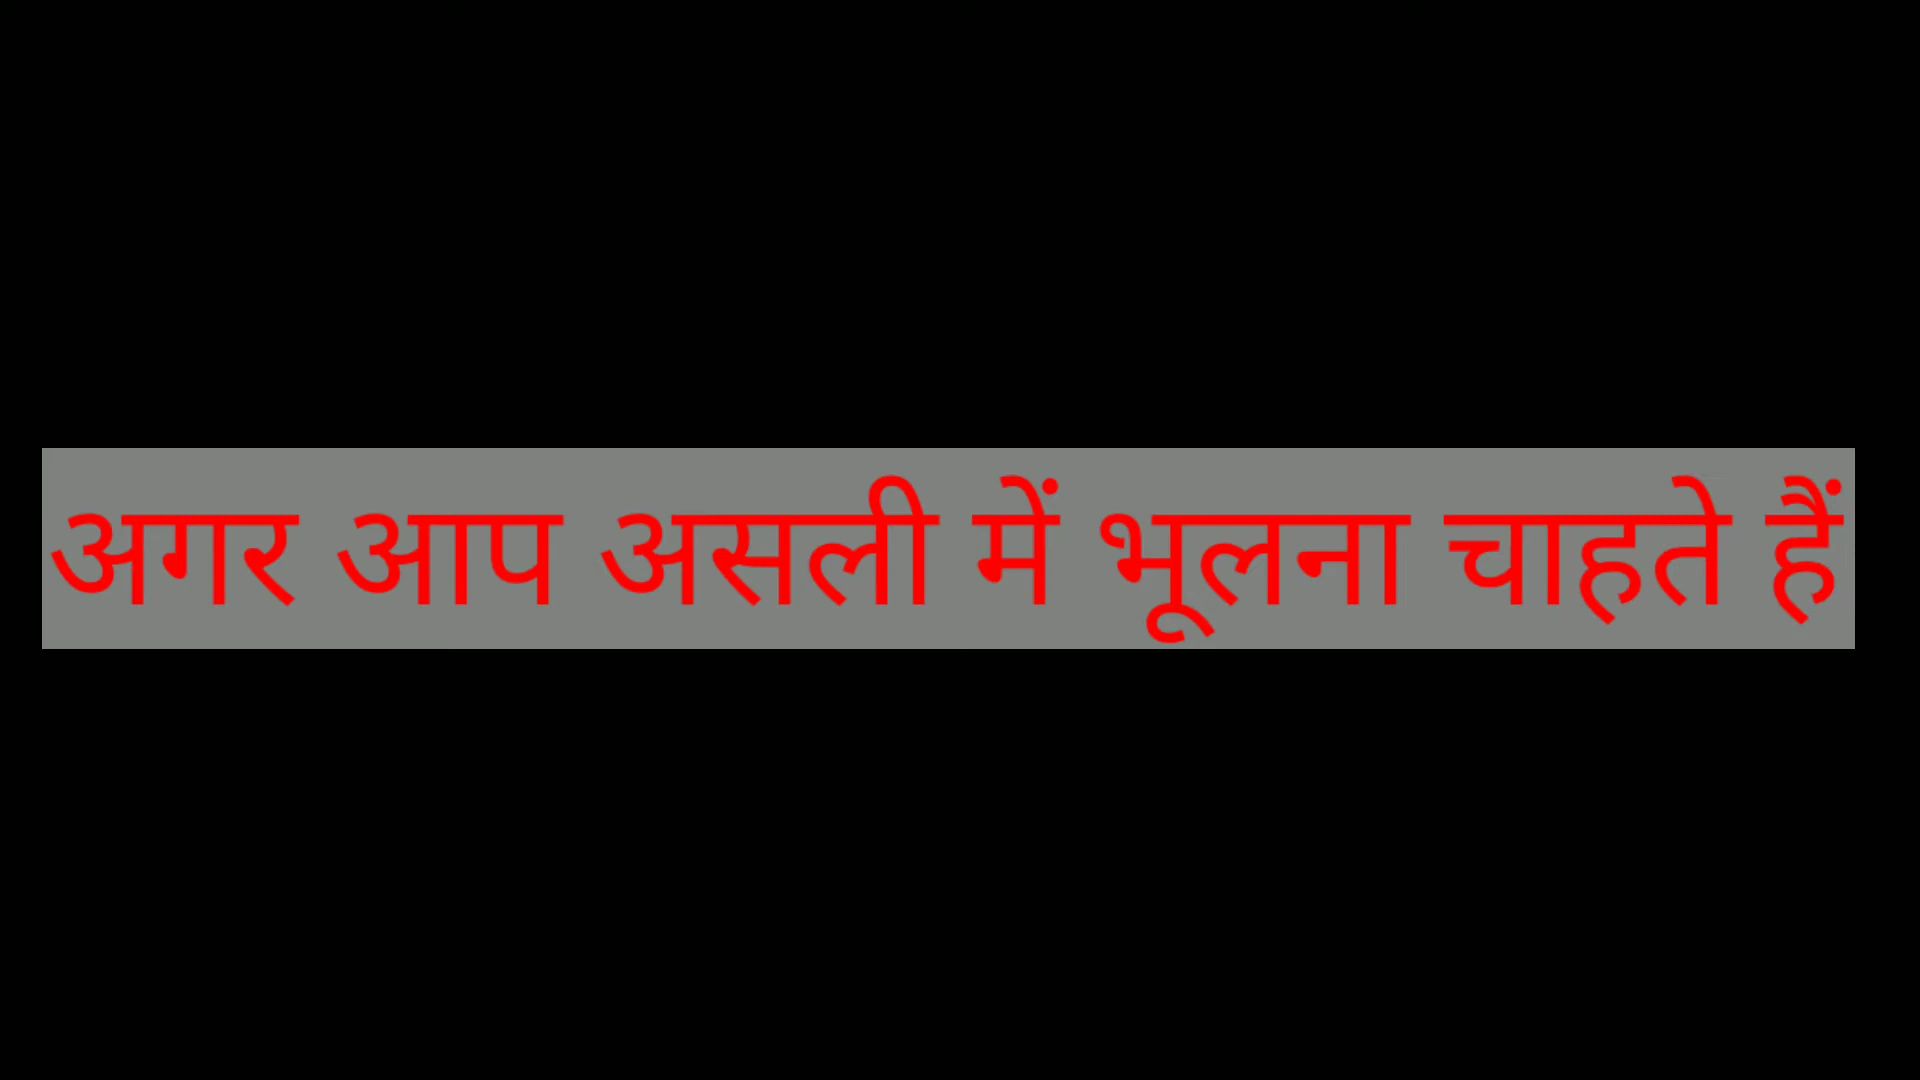 अगर आप असली में भूलना चाहते हैं